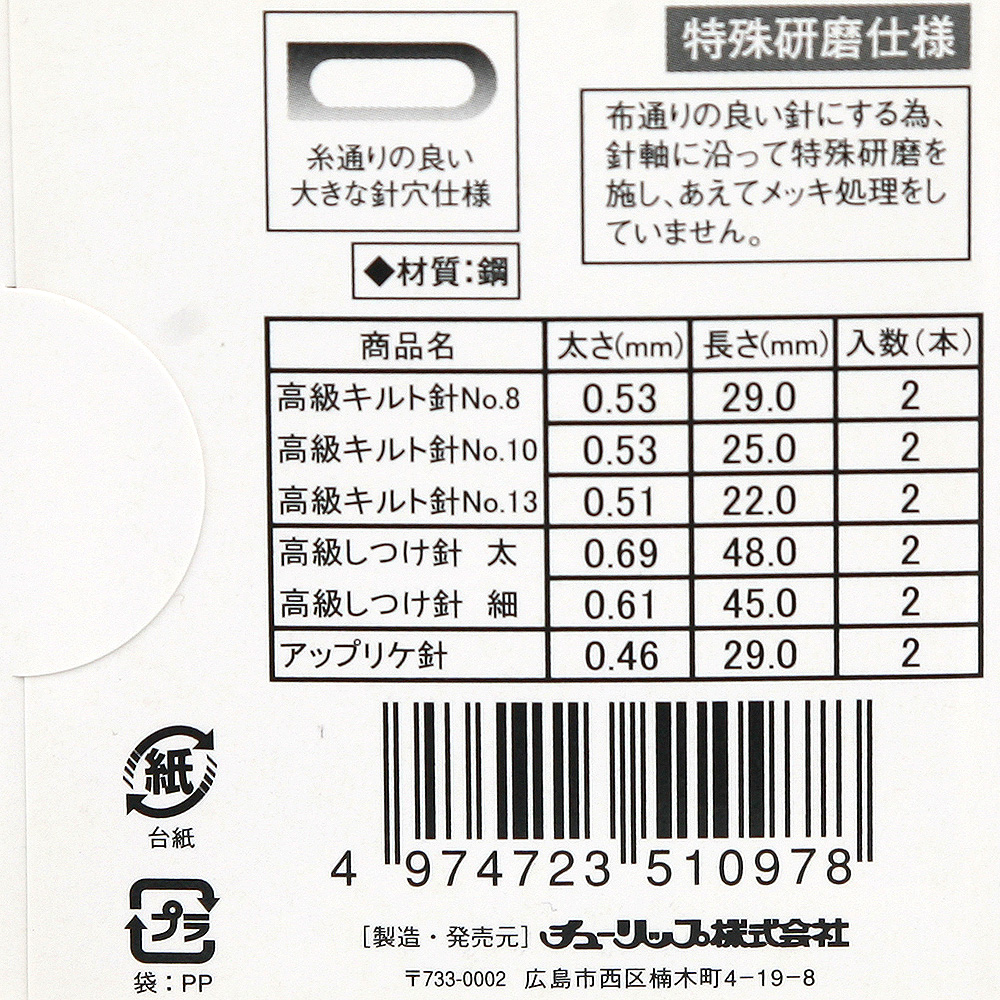 特殊研磨仕様
糸通りの良い
大きな針穴仕様
布通りの良い針にする為、
針軸に沿って特殊研磨を
施し、あえてメッキ処理をし
ていません。
◆材質：鋼
商品名 太さ(mm) 長さ(mm) 入数（本）
高級キルト針No.8 0.53 29.0 2
高級キルト針No.10 0.53 25.0 2
高級キルト針No.13 0.51 22.0 2
高級しつけ針 太 0.69 48.0 2
高級しつけ針 細 0.61 45.0 2
アップリケ針 0.46 29.0 2
紙
台紙
プラ
袋：PP
4 974723 510978
［製造・発売元］チューリップ株式会社
〒733-0002 広島市西区楠木町4−19−8